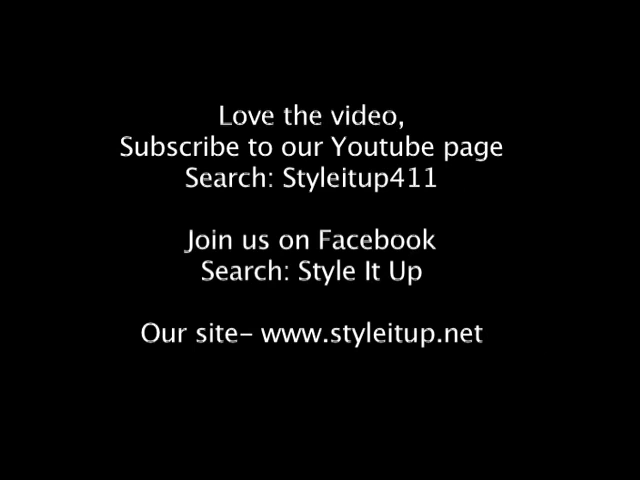 Love the video,
Subscribe to our Youtube page
Search: Styleitup411
Join us on Facebook
Search: Style It Up
Our site- www.styleitup.net